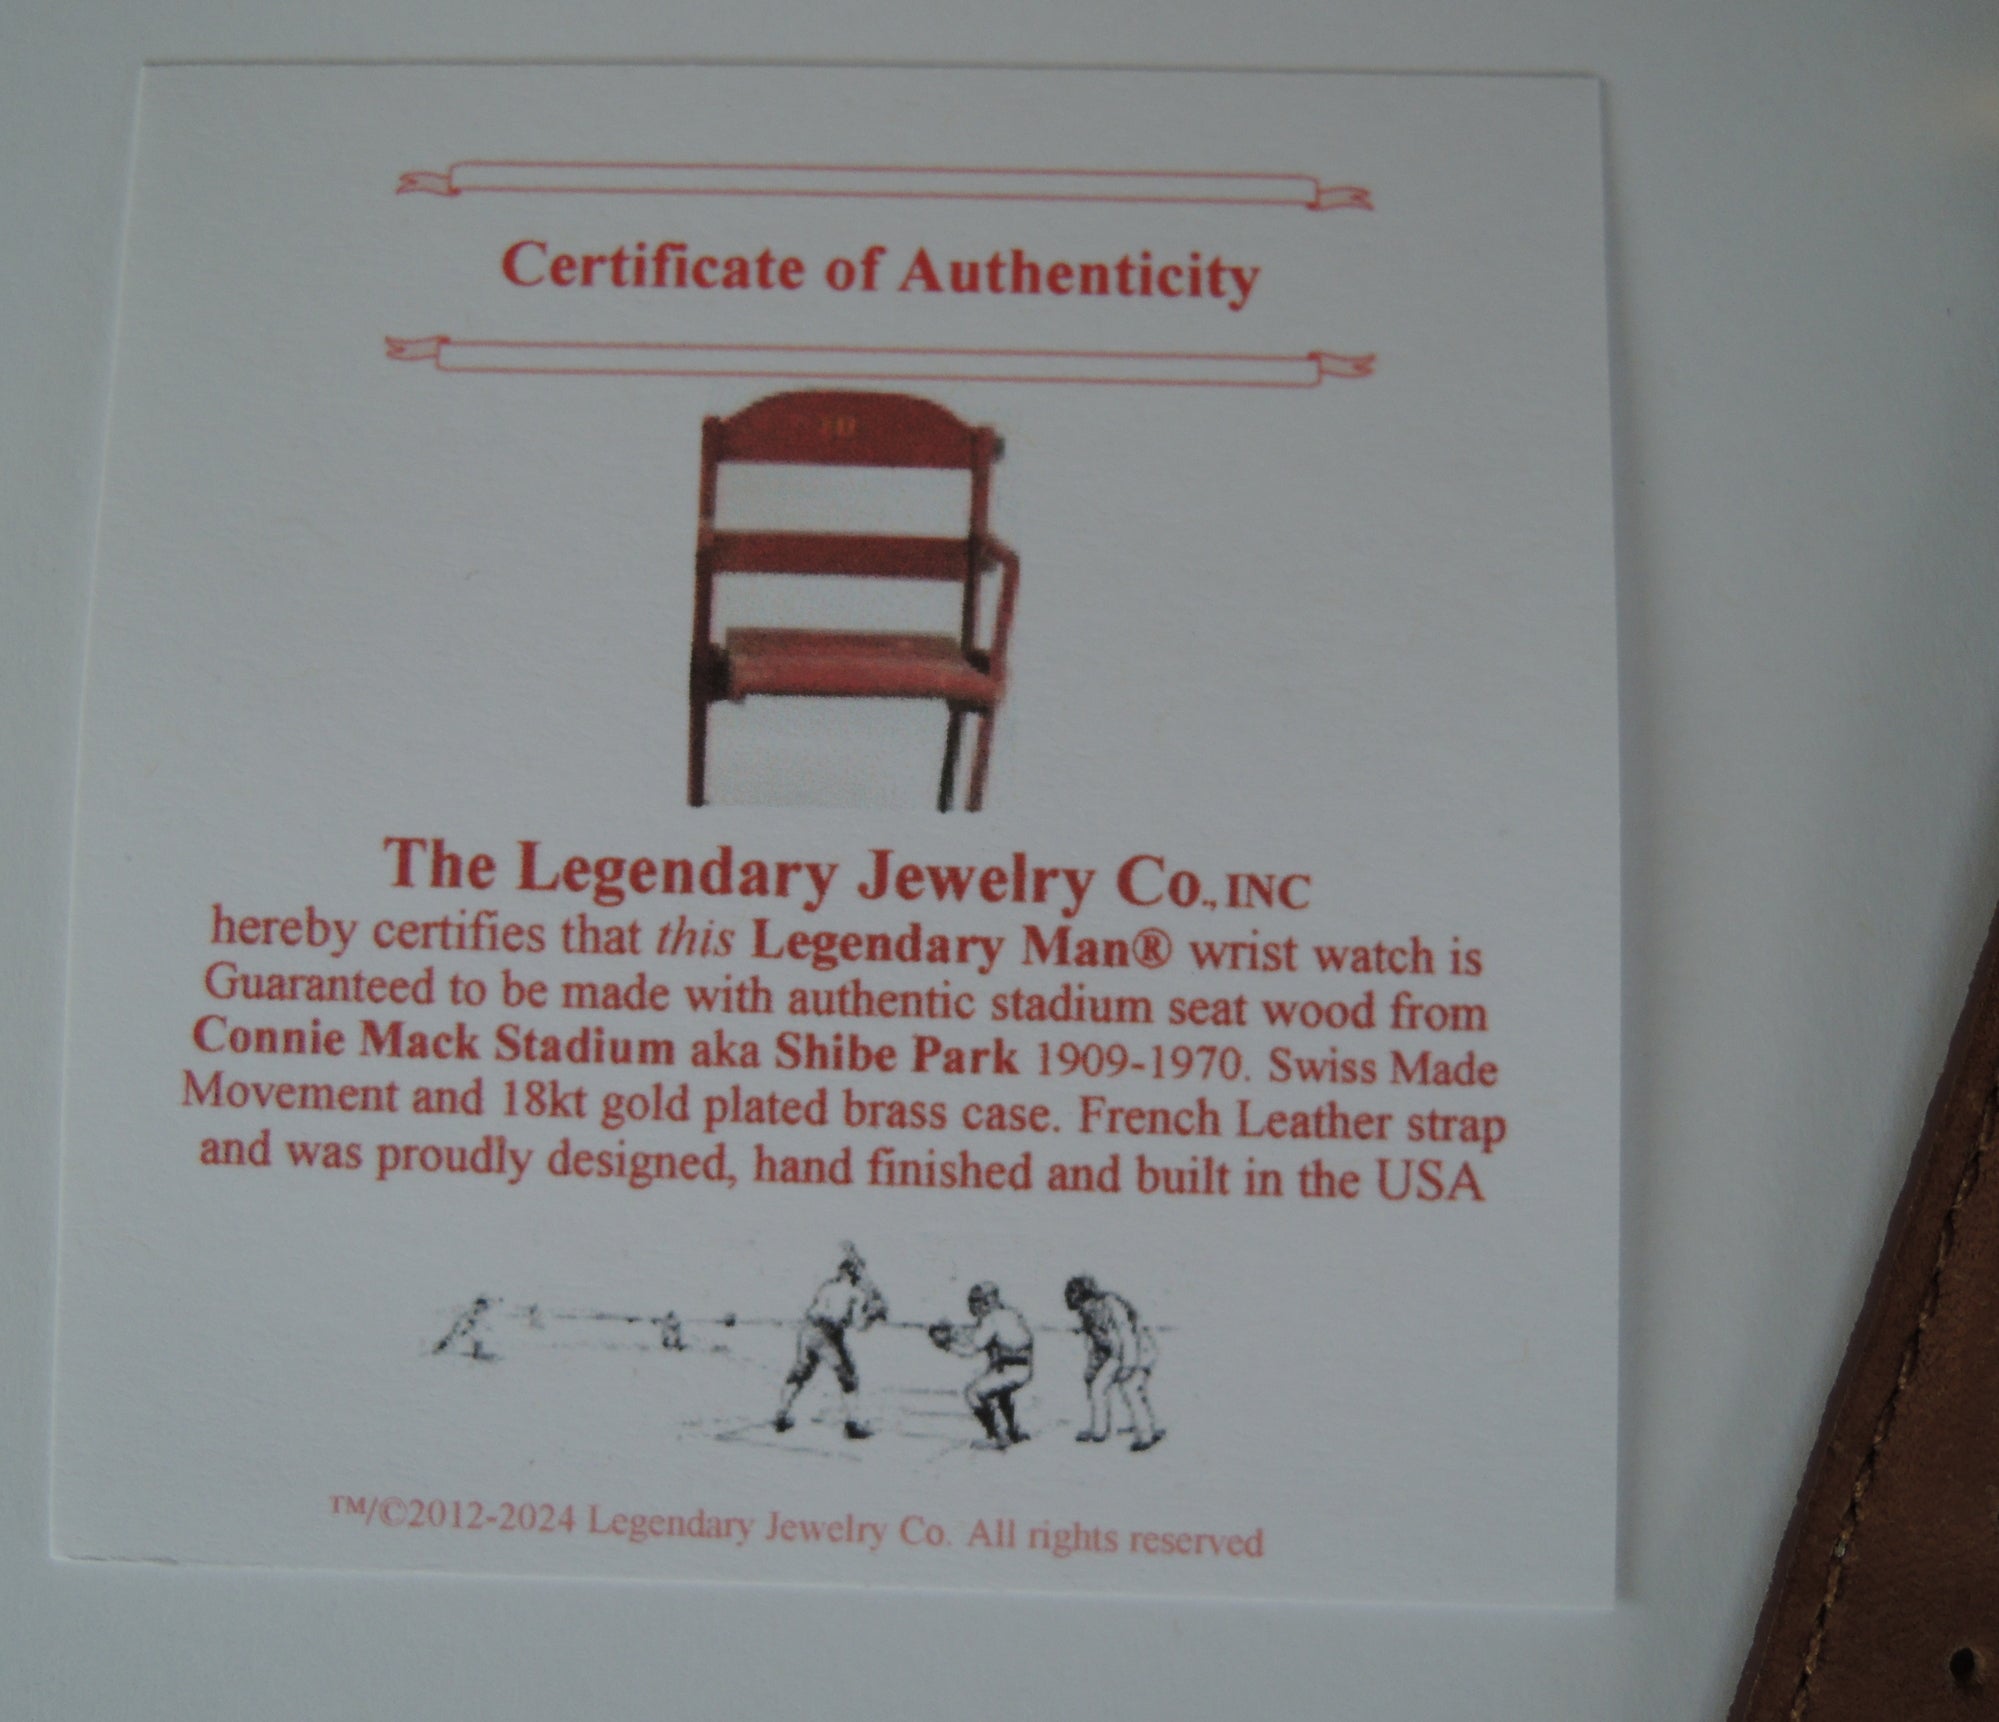 Certificate of Authenticity
The Legendary Jewelry Co., INC
hereby certifies that this Legendary Man® wrist watch is
Guaranteed to be made with authentic stadium seat wood from
Connie Mack Stadium aka Shibe Park 1909-1970. Swiss Made
Movement and 18kt gold plated brass case. French Leather strap
and was proudly designed, hand finished and built in the USA
™/©2012-2024 Legendary Jewelry Co. All rights reserved